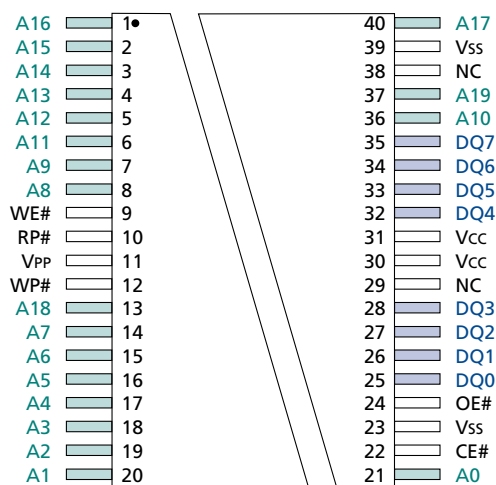 A16 1 40 A17
A15 2 39 Vss
A14 3 38 NC
A13 4 37 A19
A12 5 36 A10
A11 6 35 DQ7
A9 7 34 DQ6
A8 8 33 DQ5
WE# 9 32 DQ4
RP# 10 31 Vcc
VPP 11 30 Vcc
WP# 12 29 NC
A18 13 28 DQ3
A7 14 27 DQ2
A6 15 26 DQ1
A5 16 25 DQ0
A4 17 24 OE#
A3 18 23 Vss
A2 19 22 CE#
A1 20 21 A0